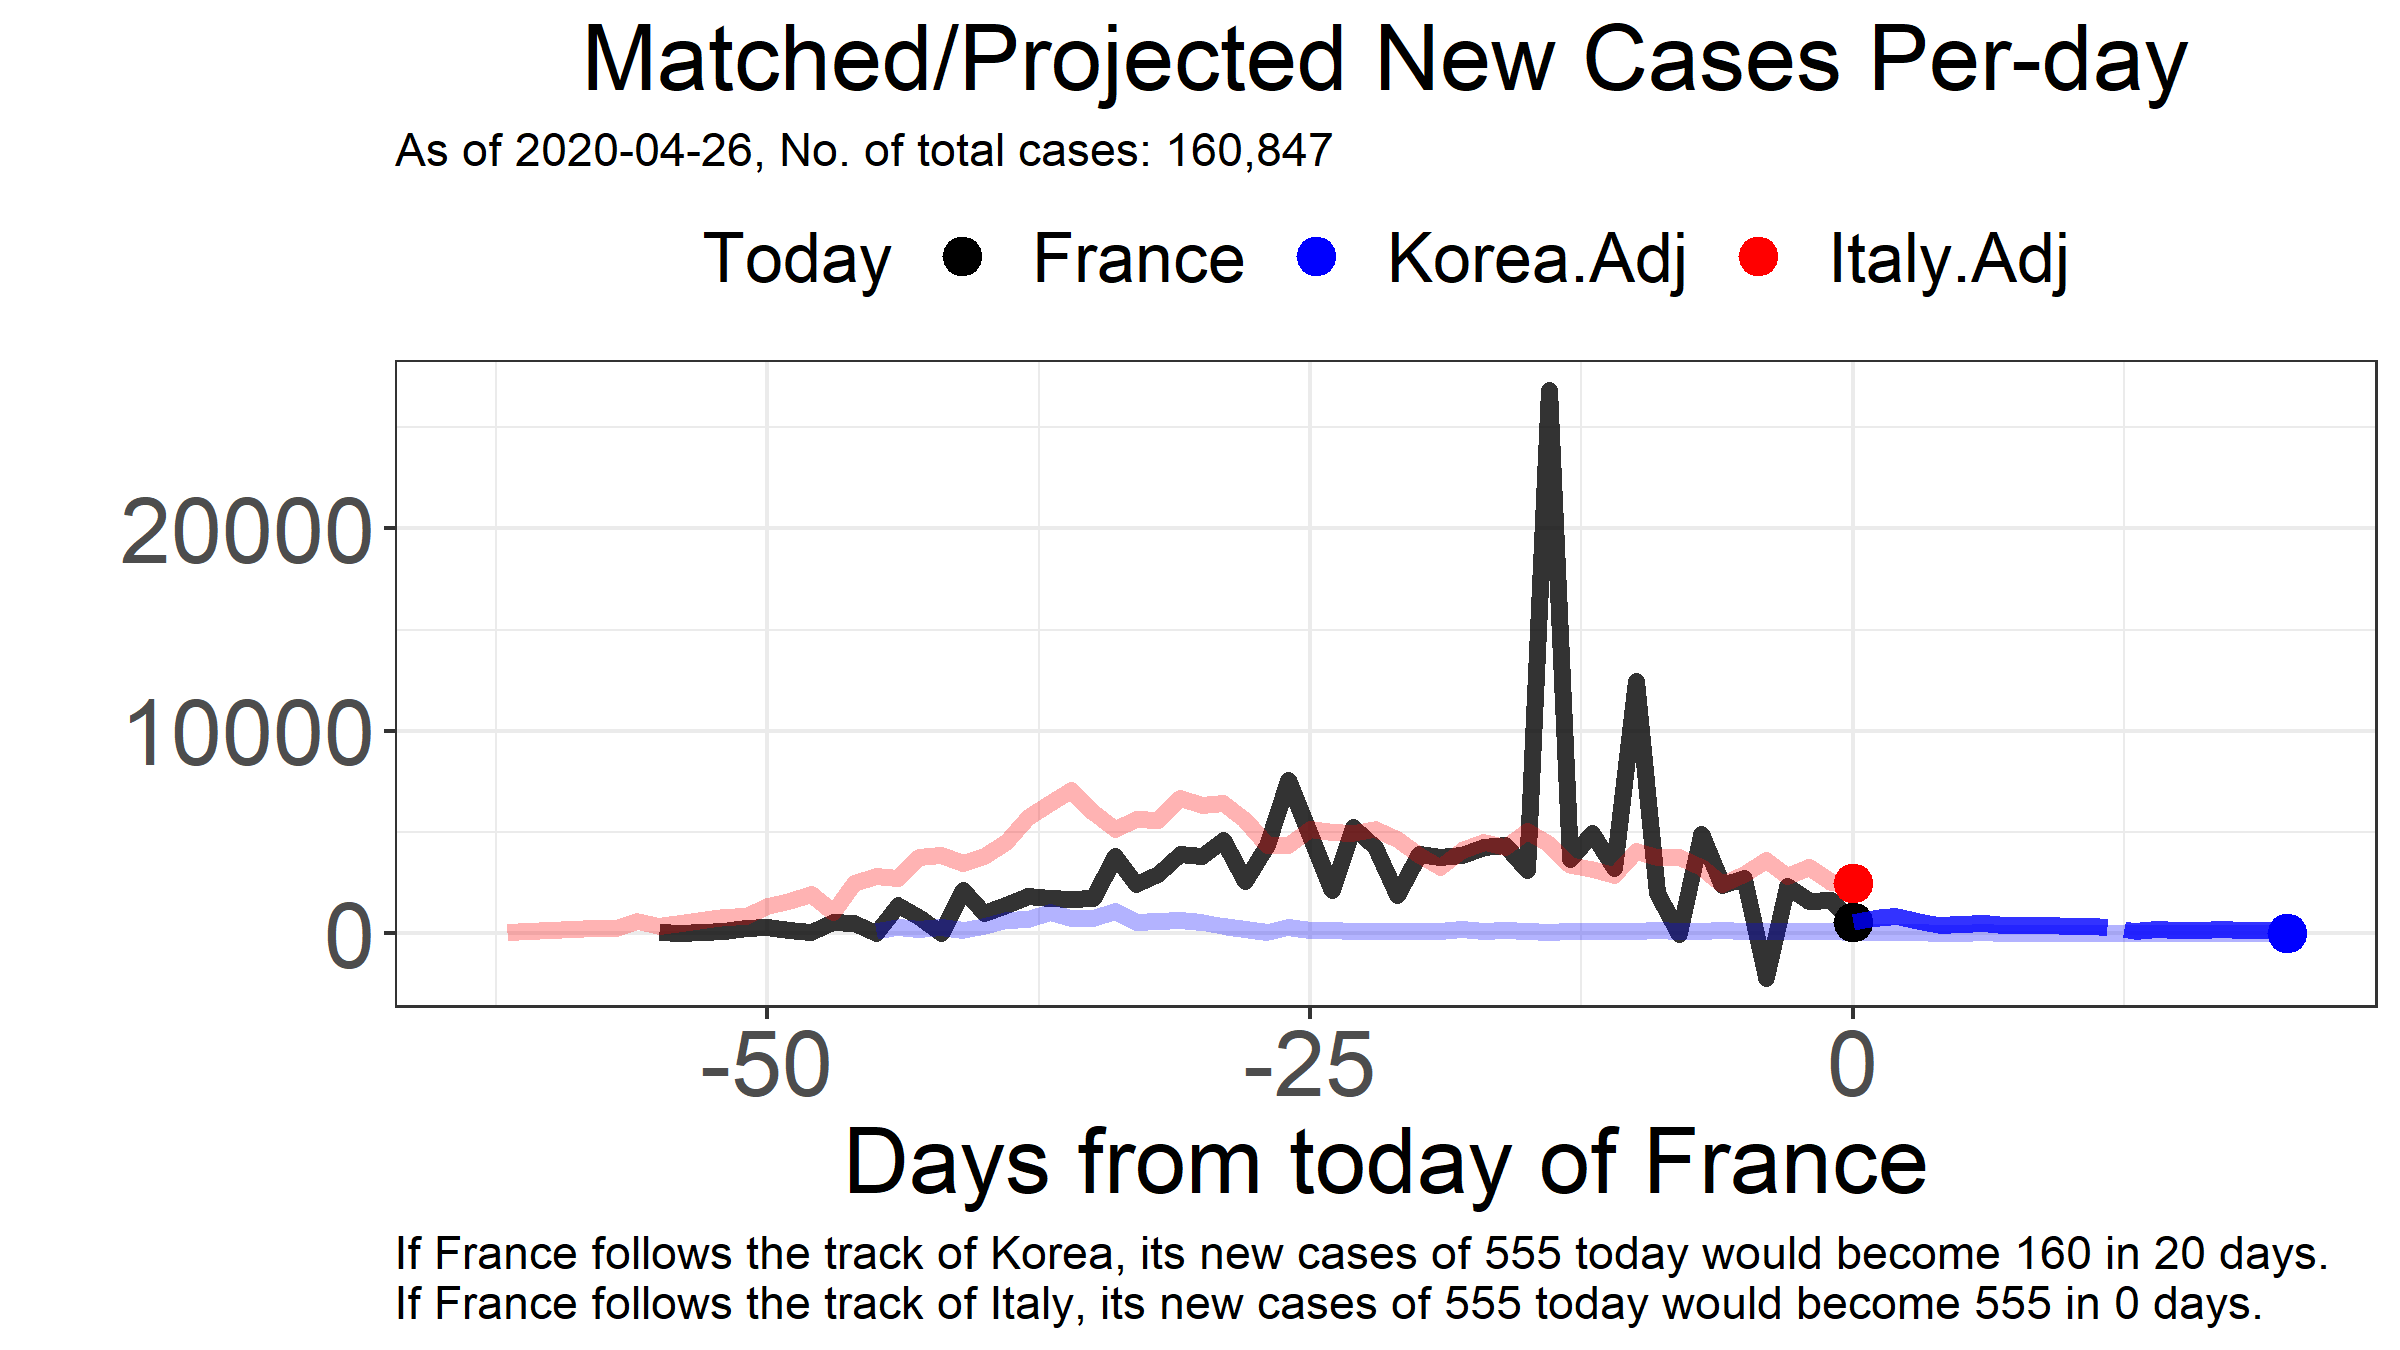 Matched/Projected New Cases Per-day
As of 2020-04-26, No. of total cases: 160,847
Today France Korea.Adj Italy.Adj
20000
10000
0
-50 -25 0
Days from today of France
If France follows the track of Korea, its new cases of 555 today would become 160 in 20 days.
If France follows the track of Italy, its new cases of 555 today would become 555 in 0 days.